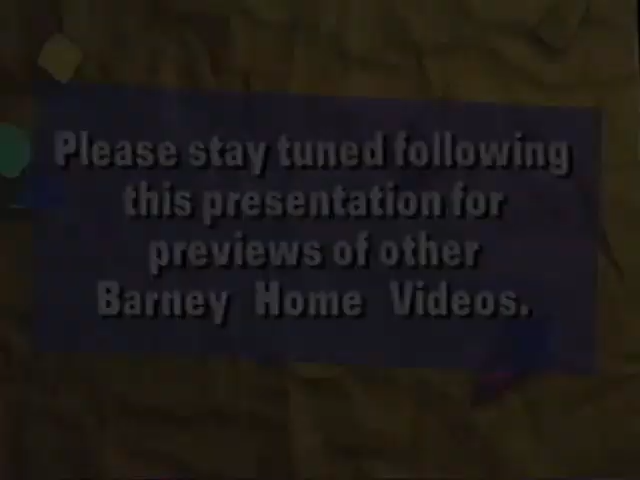 Please stay tuned following
this presentation for
previews of other
Barney Home Videos.